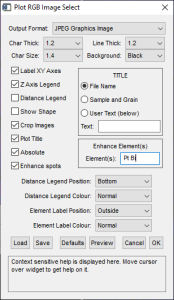 Plot RGB Image Select
Output Format: JPEG Graphics Image
Char Thick: 1.2 Line Thick: 1.2
Char Size: 1.4 Background: Black
Label XY Axes
Z Axis Legend
Distance Legend
Show Shape
Crop Images
Plot Title
Absolute
Enhance spots
TITLE
File Name
Sample and Grain
User Text (below)
Text:
Enhance Element(s)
Element(s): Pt Bi
Distance Legend Position: Bottom
Distance Legend Colour: Normal
Element Label Position: Outside
Element Label Colour: Normal
Load Save Defaults Preview Cancel OK
Context sensitive help is displayed here. Move cursor
over widget to get help on it.